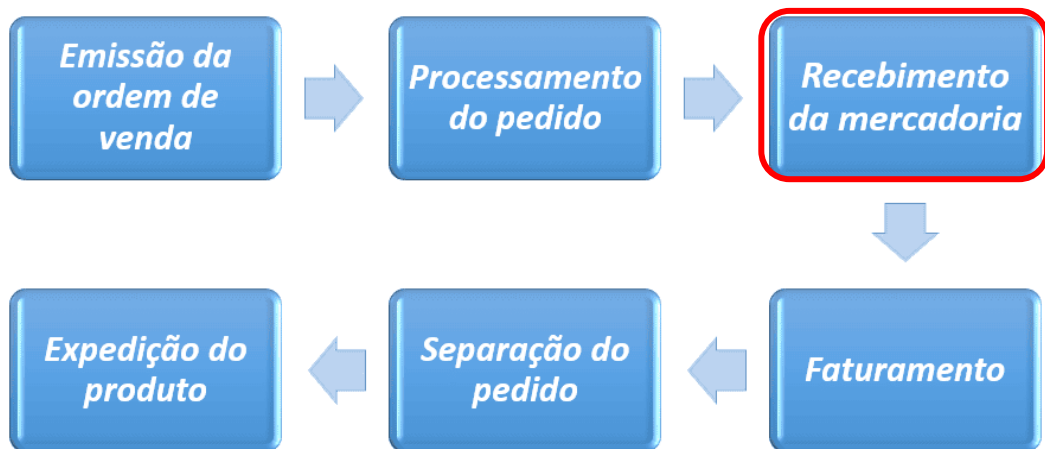 Emissão da
ordem de
venda
Processamento
do pedido
Recebimento
da mercadoria
Faturamento
Separação do
pedido
Expedição do
produto